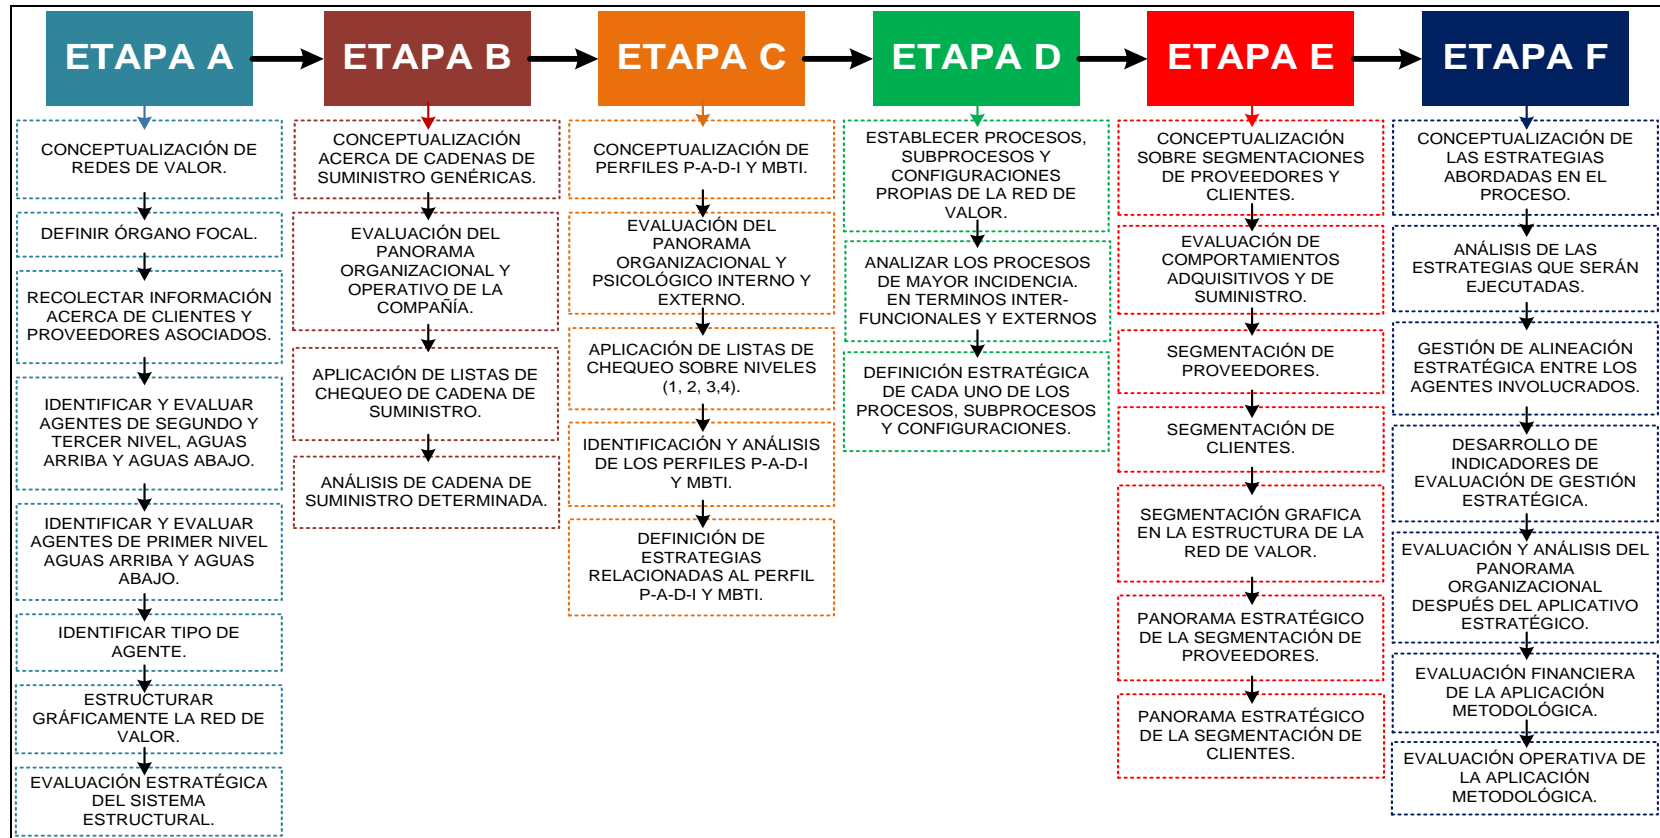 ETAPA A
ETAPA B
ETAPA C
ETAPA D
ETAPA E
ETAPA F
CONCEPTUALIZACIÓN DE
REDES DE VALOR.
DEFINIR ÓRGANO FOCAL.
RECOLECTAR INFORMACIÓN
ACERCA DE CLIENTES Y
PROVEEDORES ASOCIADOS.
IDENTIFICAR Y EVALUAR
AGENTES DE SEGUNDO Y
TERCER NIVEL, AGUAS
ARRIBA Y AGUAS ABAJO.
IDENTIFICAR Y EVALUAR
AGENTES DE PRIMER NIVEL
AGUAS ARRIBA Y AGUAS
ABAJO.
IDENTIFICAR TIPO DE
AGENTE.
ESTRUCTURAR
GRÁFICAMENTE LA RED DE
VALOR.
EVALUACIÓN ESTRATÉGICA
DEL SISTEMA
ESTRUCTURAL.
CONCEPTUALIZACIÓN
ACERCA DE CADENAS DE
SUMINISTRO GENÉRICAS.
EVALUACIÓN DEL
PANORAMA
ORGANIZACIONAL Y
OPERATIVO DE LA
COMPAÑÍA.
APLICACIÓN DE LISTAS DE
CHEQUEO DE CADENA DE
SUMINISTRO.
ANÁLISIS DE CADENA DE
SUMINISTRO DETERMINADA.
CONCEPTUALIZACIÓN DE
PERFILES P-A-D-I Y MBTI.
EVALUACIÓN DEL
PANORAMA
ORGANIZACIONAL Y
PSICOLÓGICO INTERNO Y
EXTERNO.
APLICACIÓN DE LISTAS DE
CHEQUEO SOBRE NIVELES
(1, 2, 3,4).
IDENTIFICACIÓN Y ANÁLISIS
DE LOS PERFILES P-A-D-I
Y MBTI.
DEFINICIÓN DE
ESTRATEGIAS
RELACIONADAS AL PERFIL
P-A-D-I Y MBTI.
ESTABLECER PROCESOS,
SUBPROCESOS Y
CONFIGURACIONES
PROPIAS DE LA RED DE
VALOR.
ANALIZAR LOS PROCESOS
DE MAYOR INCIDENCIA.
EN TERMINOS INTER-
FUNCIONALES Y EXTERNOS
DEFINICIÓN ESTRATÉGICA
DE CADA UNO DE LOS
PROCESOS, SUBPROCESOS
Y CONFIGURACIONES.
CONCEPTUALIZACIÓN
SOBRE SEGMENTACIONES
DE PROVEEDORES Y
CLIENTES.
EVALUACIÓN DE
COMPORTAMIENTOS
ADQUISITIVOS Y DE
SUMINISTRO.
SEGMENTACIÓN DE
PROVEEDORES.
SEGMENTACIÓN DE
CLIENTES.
SEGMENTACIÓN GRAFICA
EN LA ESTRUCTURA DE LA
RED DE VALOR.
PANORAMA ESTRATÉGICO
DE LA SEGMENTACIÓN DE
PROVEEDORES.
PANORAMA ESTRATÉGICO
DE LA SEGMENTACIÓN DE
CLIENTES.
CONCEPTUALIZACIÓN DE
LAS ESTRATEGIAS
ABORDADAS EN EL
PROCESO.
ANÁLISIS DE LAS
ESTRATEGIAS QUE SERÁN
EJECUTADAS.
GESTIÓN DE ALINEACIÓN
ESTRATÉGICA ENTRE LOS
AGENTES INVOLUCRADOS.
DESARROLLO DE
INDICADORES DE
EVALUACIÓN DE GESTIÓN
ESTRATÉGICA.
EVALUACIÓN Y ANÁLISIS DEL
PANORAMA
ORGANIZACIONAL
DESPUÉS DEL APLICATIVO
ESTRATÉGICO.
EVALUACIÓN FINANCIERA
DE LA APLICACIÓN
METODOLÓGICA.
EVALUACIÓN OPERATIVA DE
LA APLICACIÓN
METODOLÓGICA.